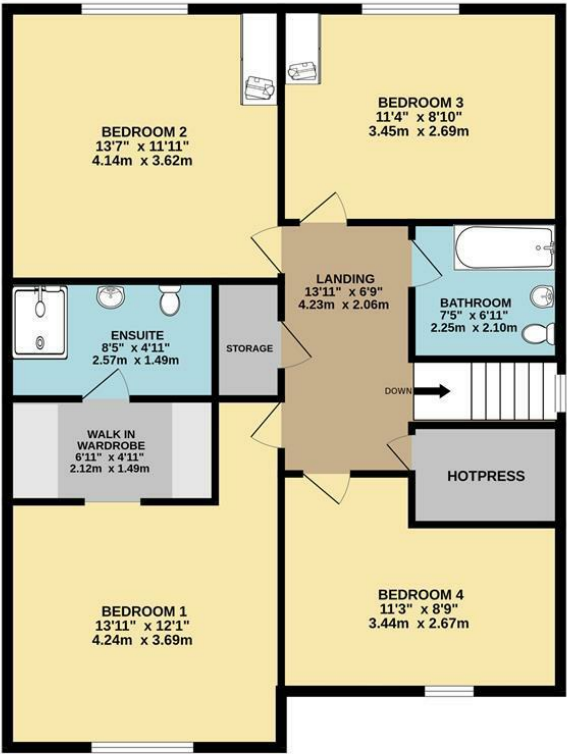 BEDROOM 2
13'7" x 11'11"
4.14m x 3.62m
BEDROOM 3
11'4" x 8'10"
3.45m x 2.69m
LANDING
13'11" x 6'9"
4.23m x 2.06m
BATHROOM
7'5" x 6'11"
2.25m x 2.10m
ENSUITE
8'5" x 4'11"
2.57m x 1.49m
STORAGE
DOWN
WALK IN
WARDROBE
6'11" x 4'11"
2.12m x 1.49m
HOTPRESS
BEDROOM 1
13'11" x 12'1"
4.24m x 3.69m
BEDROOM 4
11'3" x 8'9"
3.44m x 2.67m